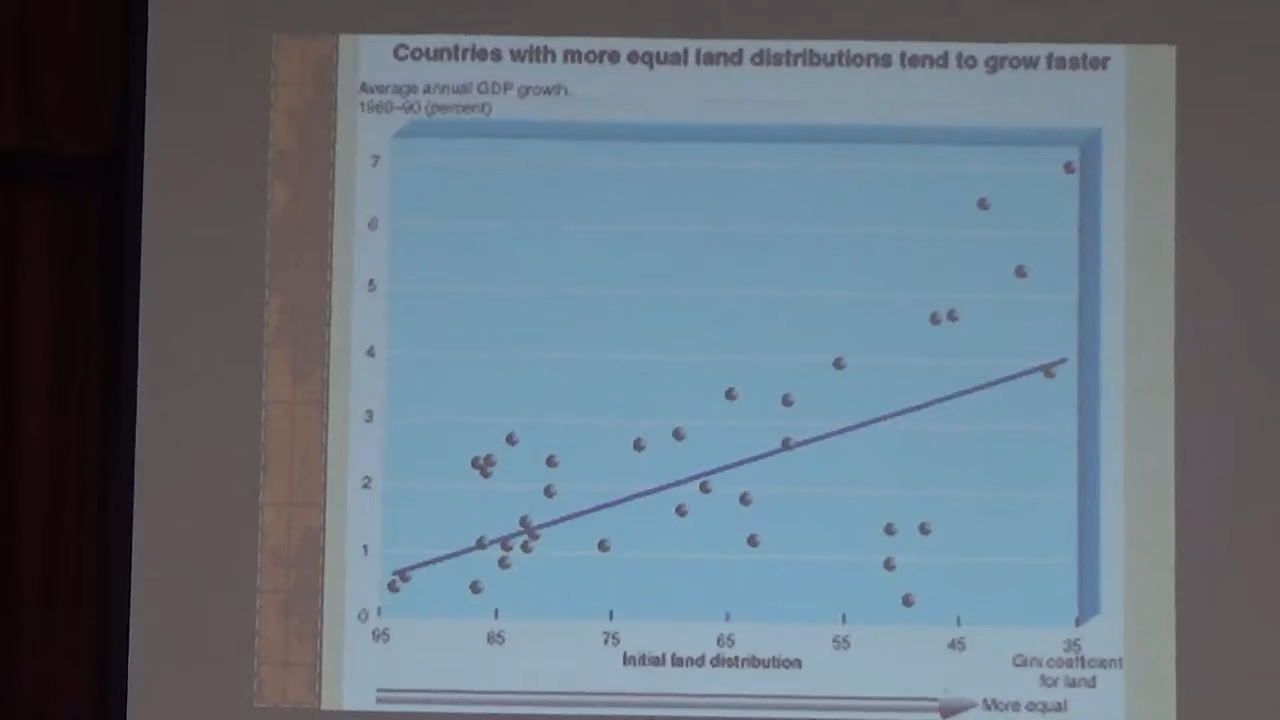 Countries with more equal land distributions tend to grow faster
Average annual GDP growth,
1960–90 (percent)
7
6
5
4
3
2
1
0
95 85 75 65 55 45 35
Initial land distribution
Gini coefficient
for land
More equal